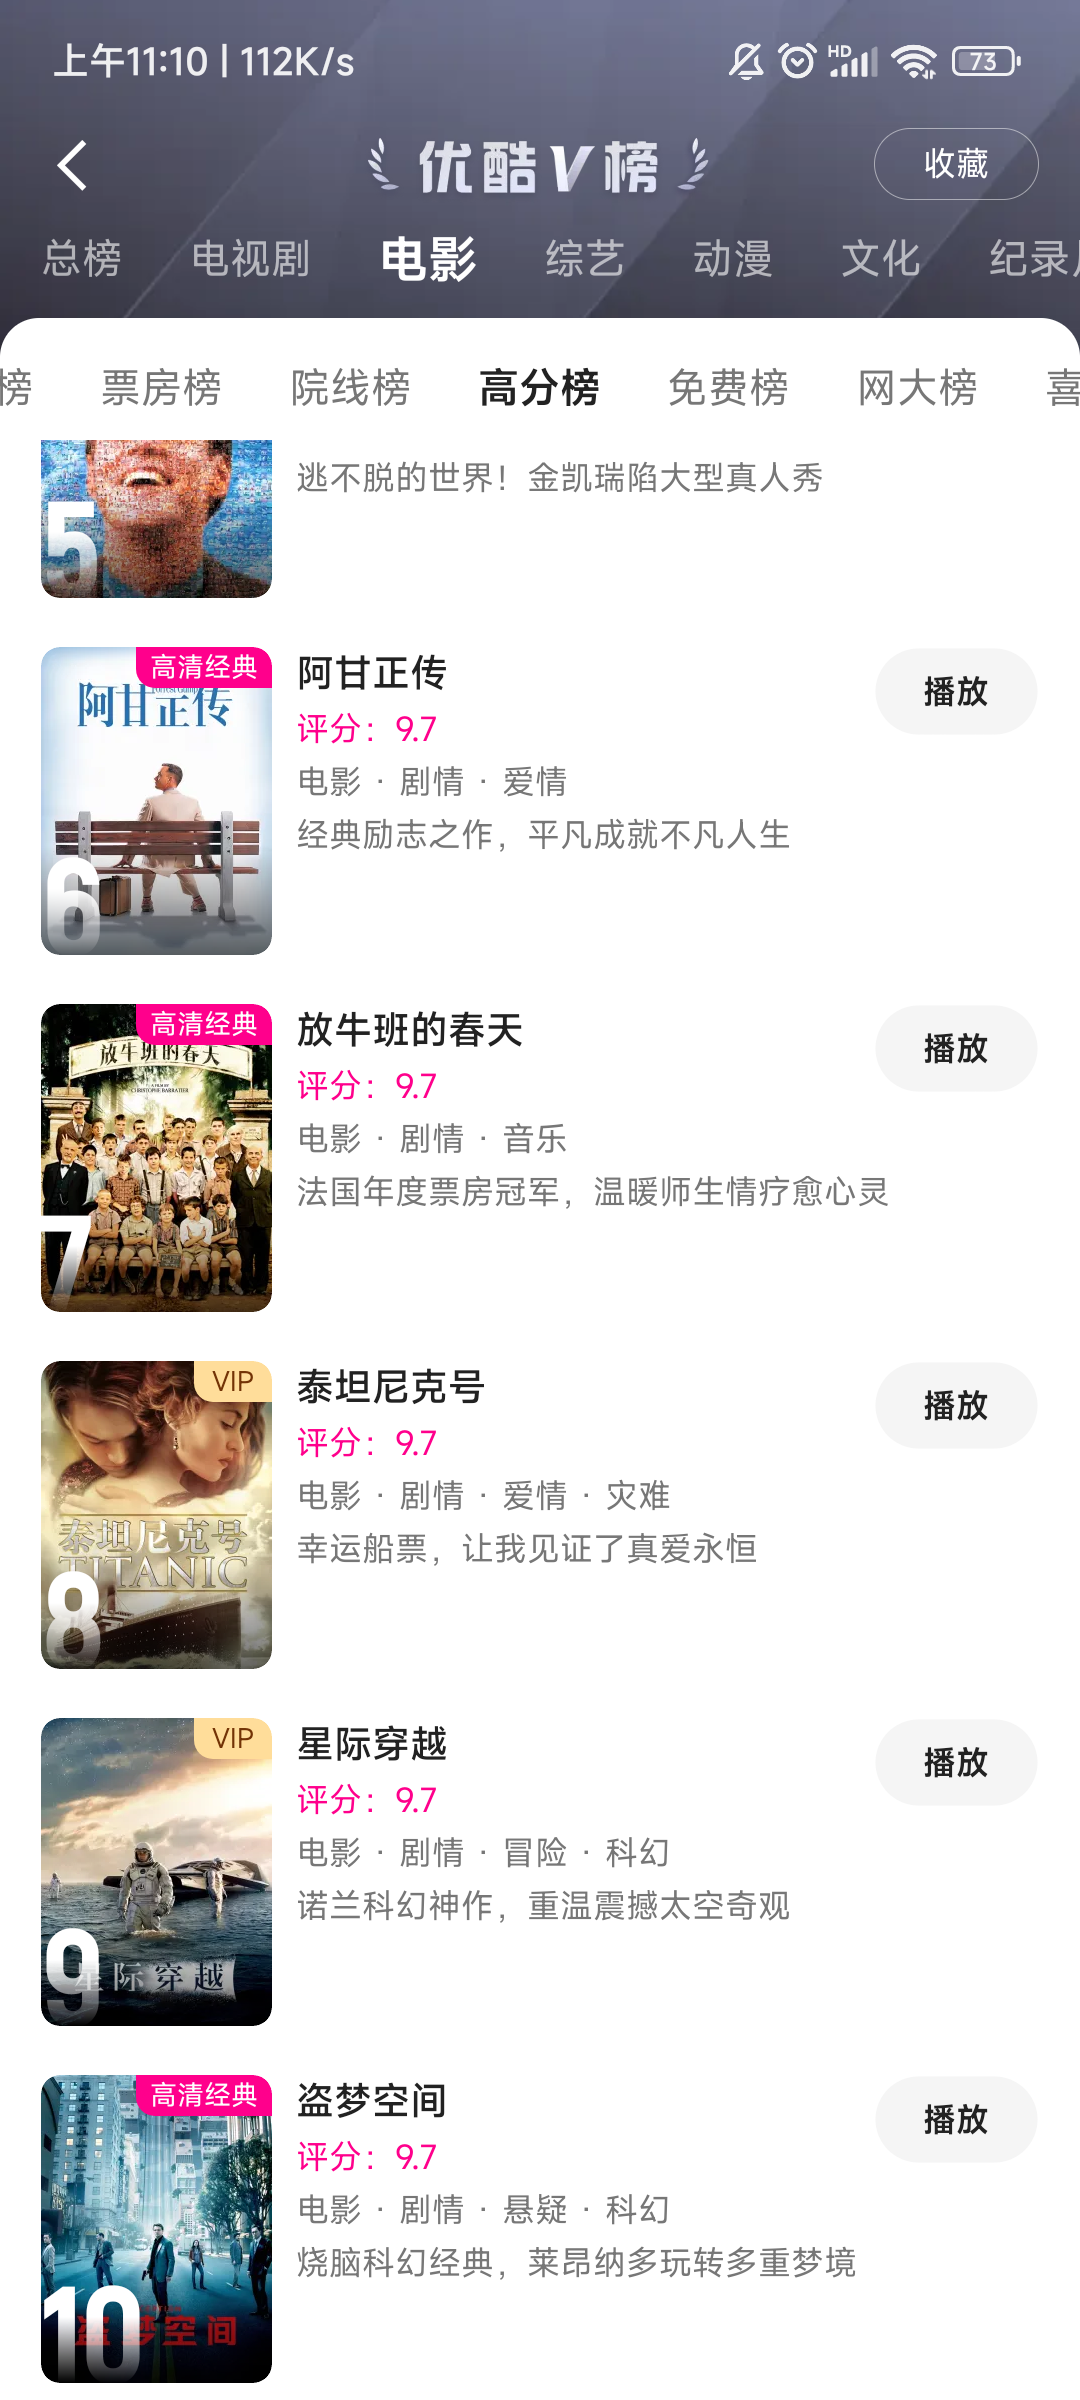 上午11:10 | 112K/s
HD
73
优酷V榜
收藏
总榜 电视剧 电影 综艺 动漫 文化 纪录
榜 票房榜 院线榜 高分榜 免费榜 网大榜 喜
逃不脱的世界！金凯瑞陷大型真人秀
5
高清经典
阿甘正传
Forrest Gump
6
阿甘正传
评分：9.7
电影 · 剧情 · 爱情
经典励志之作，平凡成就不凡人生
播放
高清经典
放牛班的春天
A FILM BY
CHRISTOPHE BARRATIER
7
放牛班的春天
评分：9.7
电影 · 剧情 · 音乐
法国年度票房冠军，温暖师生情疗愈心灵
播放
VIP
泰坦尼克号
TITANIC
8
泰坦尼克号
评分：9.7
电影 · 剧情 · 爱情 · 灾难
幸运船票，让我见证了真爱永恒
播放
VIP
星际穿越
9
星际穿越
评分：9.7
电影 · 剧情 · 冒险 · 科幻
诺兰科幻神作，重温震撼太空奇观
播放
高清经典
盗梦空间
10
盗梦空间
评分：9.7
电影 · 剧情 · 悬疑 · 科幻
烧脑科幻经典，莱昂纳多玩转多重梦境
播放